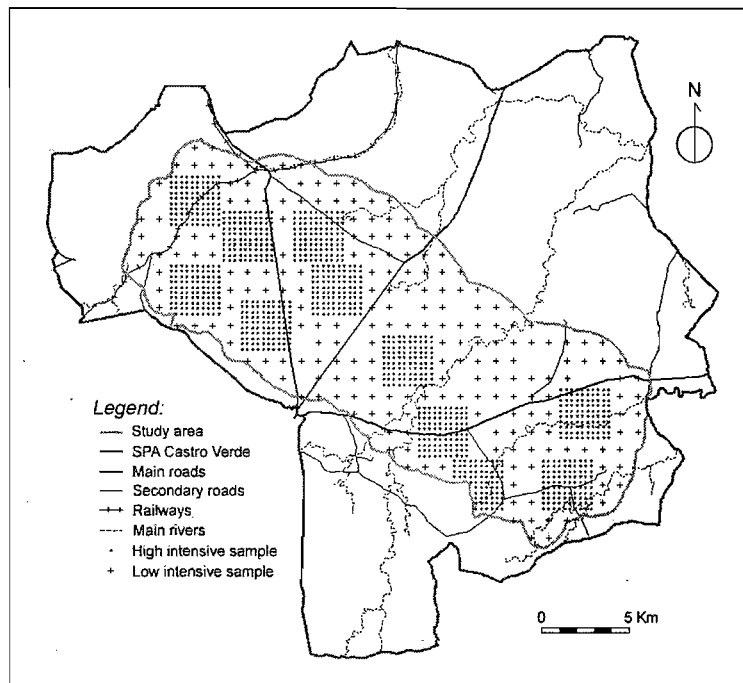 N
Legend:
Study area
SPA Castro Verde
Main roads
Secondary roads
Railways
Main rivers
High intensive sample
Low intensive sample
0 5 Km